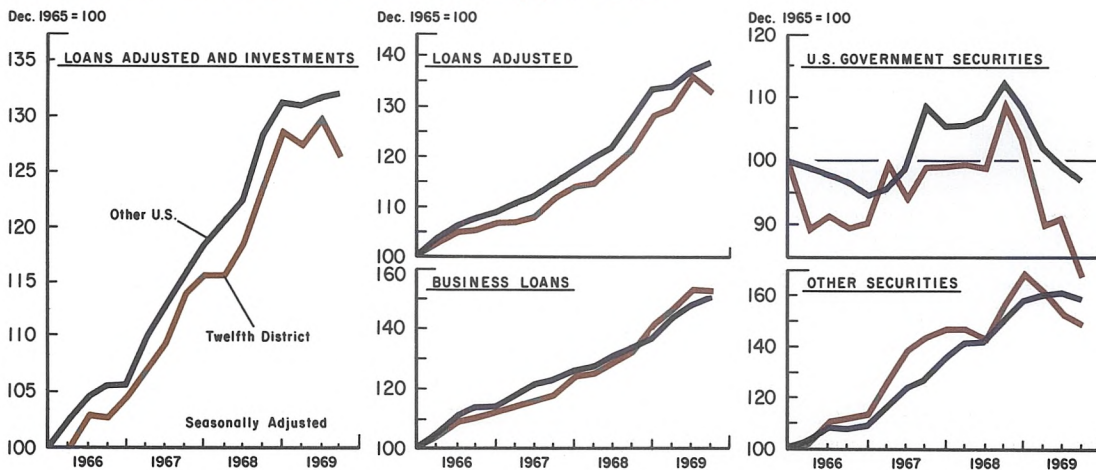 Dec. 1965 = 100
LOANS ADJUSTED AND INVESTMENTS
135
130
125
120
115
110
105
100
Other U.S.
Twelfth District
Seasonally Adjusted
1966 1967 1968 1969
Dec. 1965 = 100
LOANS ADJUSTED
140
130
120
110
100
BUSINESS LOANS
160
140
120
100
1966 1967 1968 1969
Dec. 1965 = 100
U.S. GOVERNMENT SECURITIES
120
110
100
90
OTHER SECURITIES
160
140
120
100
1966 1967 1968 1969